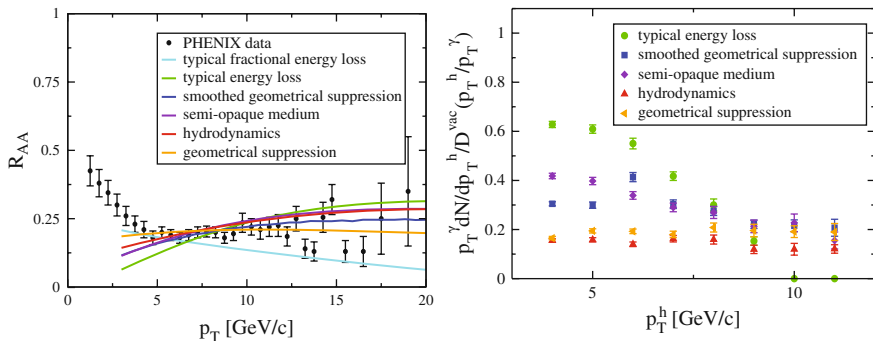 1
0.75
0.5
0.25
0
0
5
10
15
20
R_AA
p_T [GeV/c]
PHENIX data
typical fractional energy loss
typical energy loss
smoothed geometrical suppression
semi-opaque medium
hydrodynamics
geometrical suppression
1
0.8
0.6
0.4
0.2
0
5
10
p_T^γ dN/dp_T^h/D^vac(p_T^h/p_T^γ)
p_T^h [GeV/c]
typical energy loss
smoothed geometrical suppression
semi-opaque medium
hydrodynamics
geometrical suppression